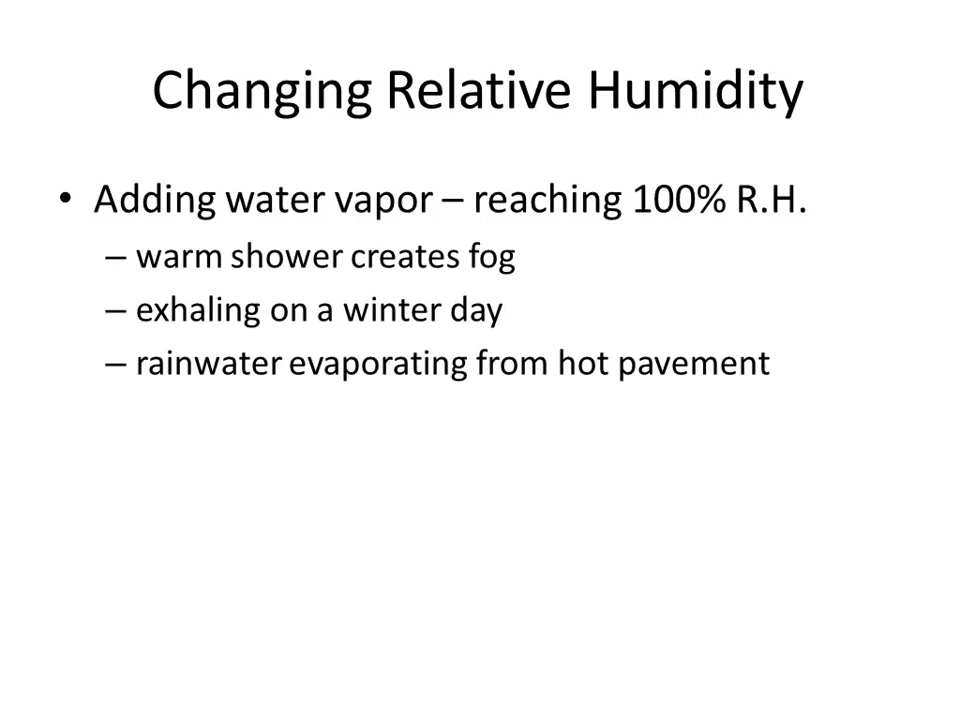 Changing Relative Humidity
• Adding water vapor – reaching 100% R.H.
– warm shower creates fog
– exhaling on a winter day
– rainwater evaporating from hot pavement